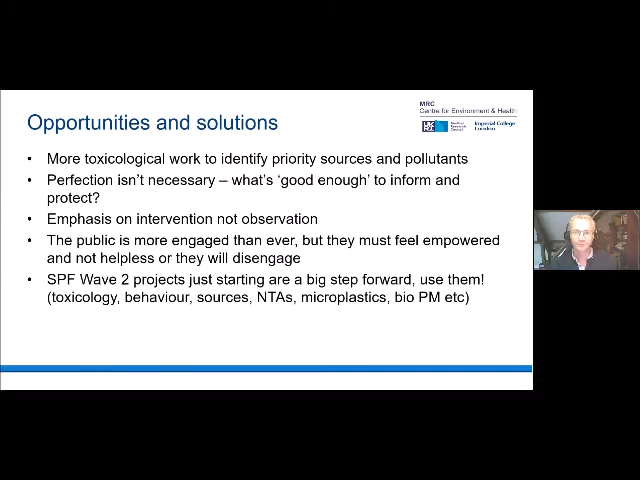 MRC
Centre for Environment & Health
Opportunities and solutions
Medical
Research
Council
Imperial College
London
• More toxicological work to identify priority sources and pollutants
• Perfection isn't necessary – what's 'good enough' to inform and
protect?
• Emphasis on intervention not observation
• The public is more engaged than ever, but they must feel empowered
and not helpless or they will disengage
• SPF Wave 2 projects just starting are a big step forward, use them!
(toxicology, behaviour, sources, NTAs, microplastics, bio PM etc)